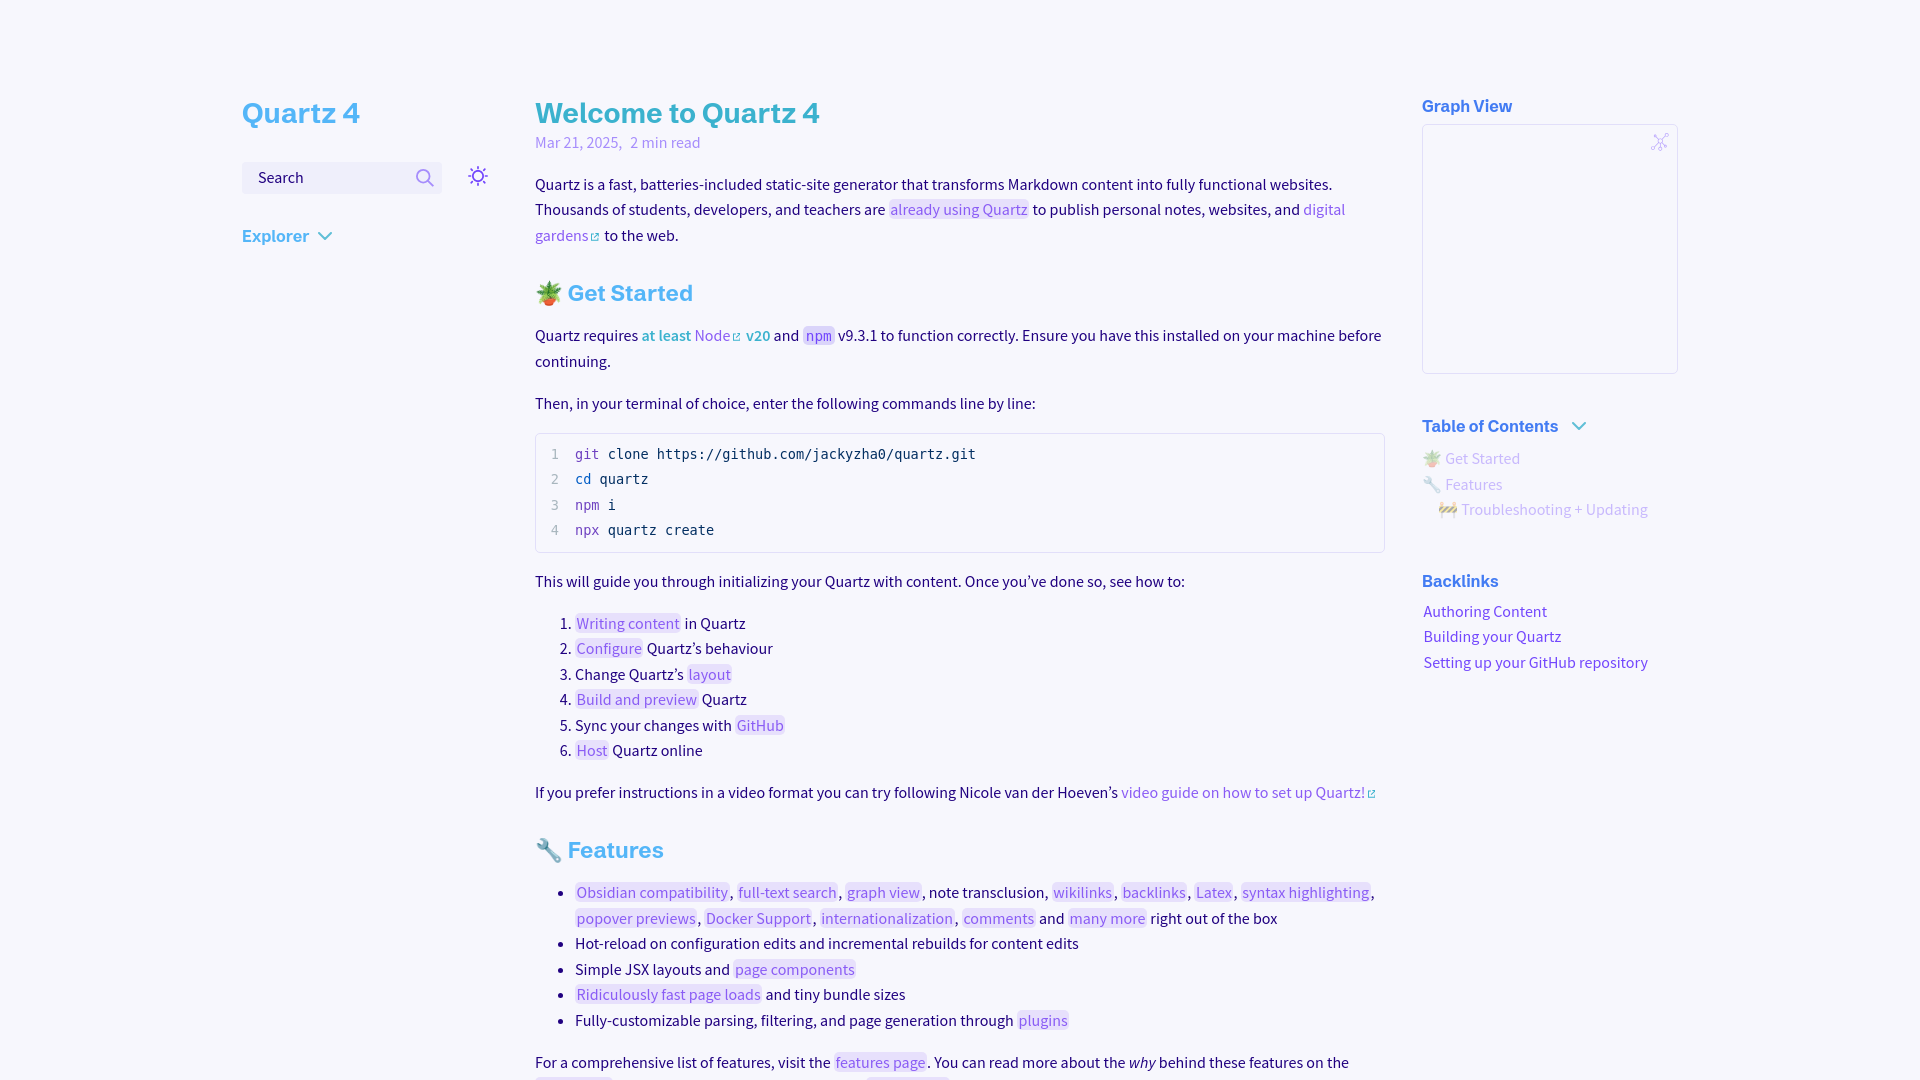 Quartz 4
Search
Explorer
Welcome to Quartz 4
Mar 21, 2025, 2 min read
Quartz is a fast, batteries-included static-site generator that transforms Markdown content into fully functional websites.
Thousands of students, developers, and teachers are already using Quartz to publish personal notes, websites, and digital
gardens to the web.
🪴 Get Started
Quartz requires at least Node v20 and npm v9.3.1 to function correctly. Ensure you have this installed on your machine before
continuing.
Then, in your terminal of choice, enter the following commands line by line:
1 git clone https://github.com/jackyzha0/quartz.git
2 cd quartz
3 npm i
4 npx quartz create
This will guide you through initializing your Quartz with content. Once you’ve done so, see how to:
1. Writing content in Quartz
2. Configure Quartz’s behaviour
3. Change Quartz’s layout
4. Build and preview Quartz
5. Sync your changes with GitHub
6. Host Quartz online
If you prefer instructions in a video format you can try following Nicole van der Hoeven’s video guide on how to set up Quartz!
🔧 Features
• Obsidian compatibility, full-text search, graph view, note transclusion, wikilinks, backlinks, Latex, syntax highlighting,
popover previews, Docker Support, internationalization, comments and many more right out of the box
• Hot-reload on configuration edits and incremental rebuilds for content edits
• Simple JSX layouts and page components
• Ridiculously fast page loads and tiny bundle sizes
• Fully-customizable parsing, filtering, and page generation through plugins
For a comprehensive list of features, visit the features page. You can read more about the why behind these features on the
Graph View
Table of Contents
🪴 Get Started
🔧 Features
🚧 Troubleshooting + Updating
Backlinks
Authoring Content
Building your Quartz
Setting up your GitHub repository